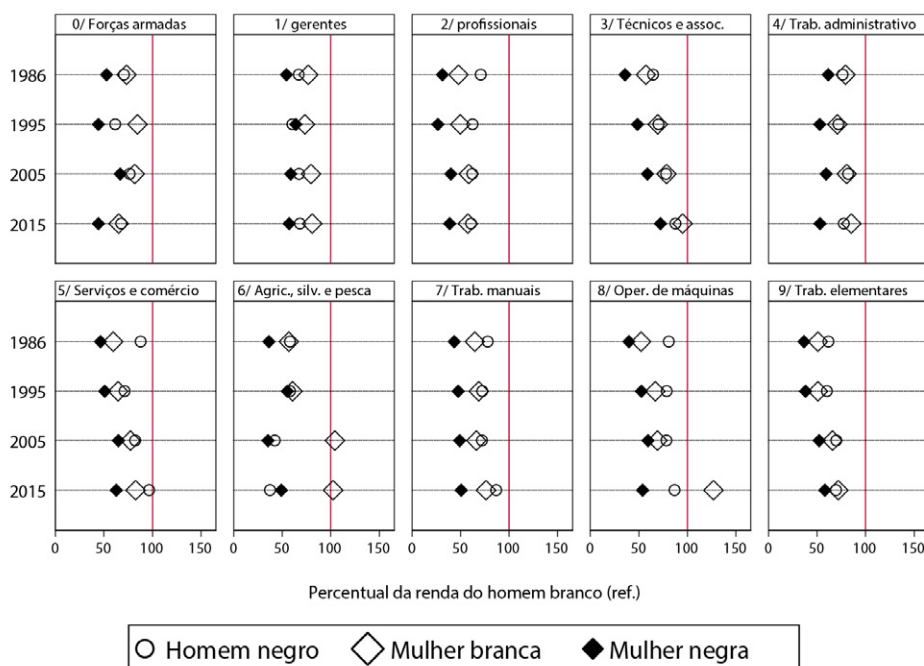 0/ Forças armadas 1/ gerentes 2/ profissionais 3/ Técnicos e assoc. 4/ Trab. administrativo
1986
1995
2005
2015
5/ Serviços e comércio 6/ Agric., silv. e pesca 7/ Trab. manuais 8/ Oper. de máquinas 9/ Trab. elementares
1986
1995
2005
2015
0 50 100 150 0 50 100 150 0 50 100 150 0 50 100 150 0 50 100 150
Percentual da renda do homem branco (ref.)
Homem negro Mulher branca Mulher negra